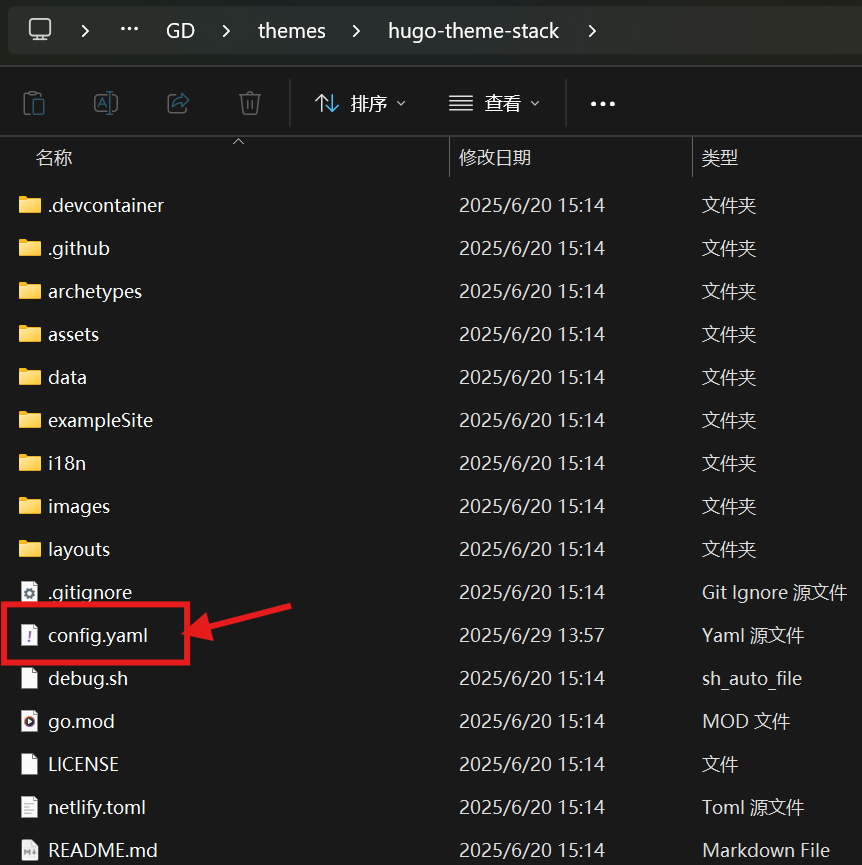 GD themes hugo-theme-stack
排序 查看
名称 修改日期 类型
.devcontainer 2025/6/20 15:14 文件夹
.github 2025/6/20 15:14 文件夹
archetypes 2025/6/20 15:14 文件夹
assets 2025/6/20 15:14 文件夹
data 2025/6/20 15:14 文件夹
exampleSite 2025/6/20 15:14 文件夹
i18n 2025/6/20 15:14 文件夹
images 2025/6/20 15:14 文件夹
layouts 2025/6/20 15:14 文件夹
.gitignore 2025/6/20 15:14 Git Ignore 源文件
config.yaml 2025/6/29 13:57 Yaml 源文件
debug.sh 2025/6/20 15:14 sh_auto_file
go.mod 2025/6/20 15:14 MOD 文件
LICENSE 2025/6/20 15:14 文件
netlify.toml 2025/6/20 15:14 Toml 源文件
README.md 2025/6/20 15:14 Markdown File